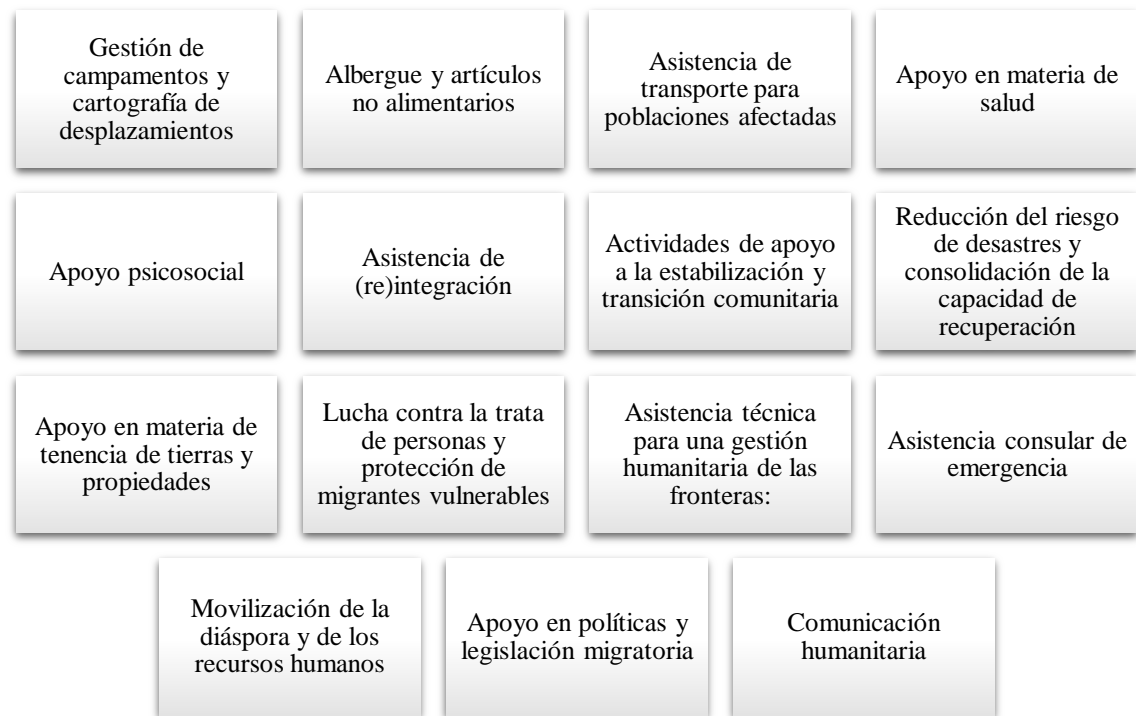 Gestión de
campamentos y
cartografía de
desplazamientos
Albergue y artículos
no alimentarios
Asistencia de
transporte para
poblaciones afectadas
Apoyo en materia de
salud
Apoyo psicosocial
Asistencia de
(re)integración
Actividades de apoyo
a la estabilización y
transición comunitaria
Reducción del riesgo
de desastres y
consolidación de la
capacidad de
recuperación
Apoyo en materia de
tenencia de tierras y
propiedades
Lucha contra la trata
de personas y
protección de
migrantes vulnerables
Asistencia técnica
para una gestión
humanitaria de las
fronteras:
Asistencia consular de
emergencia
Movilización de la
diáspora y de los
recursos humanos
Apoyo en políticas y
legislación migratoria
Comunicación
humanitaria